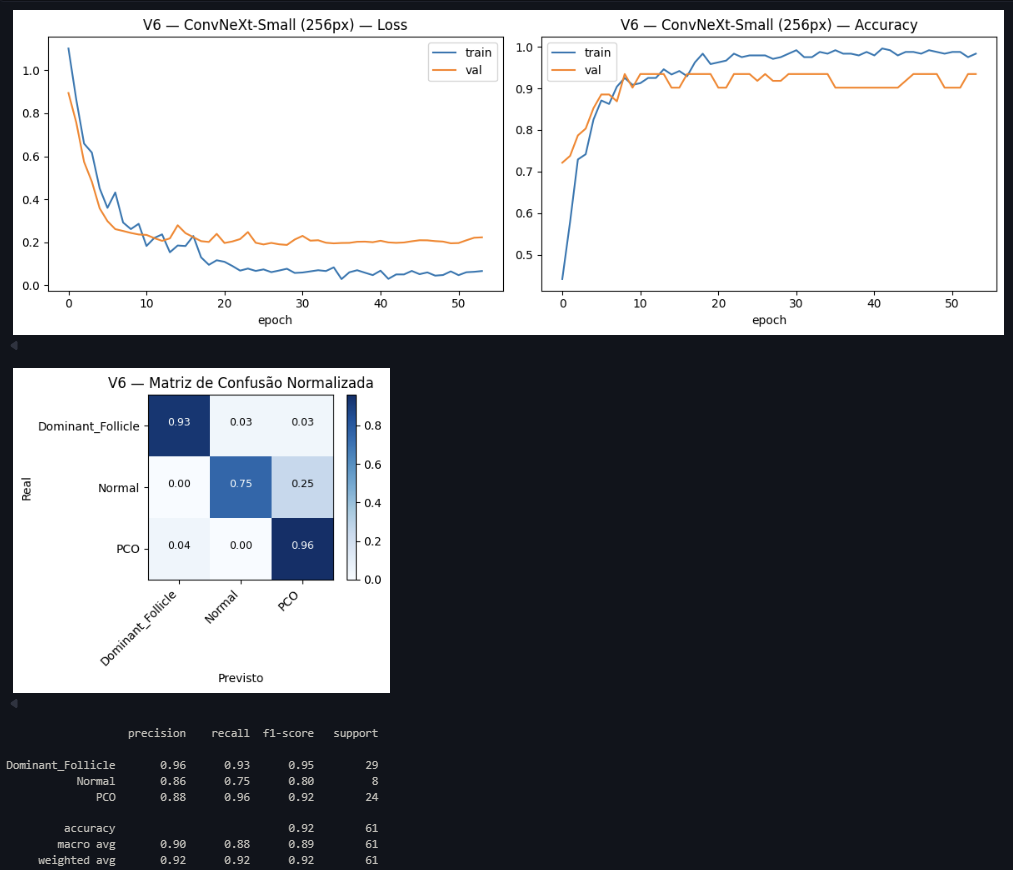 V6 — ConvNeXt-Small (256px) — Loss
train
val
1.0
0.8
0.6
0.4
0.2
0.0
0 10 20 30 40 50
epoch
V6 — ConvNeXt-Small (256px) — Accuracy
train
val
1.0
0.9
0.8
0.7
0.6
0.5
0 10 20 30 40 50
epoch
V6 — Matriz de Confusão Normalizada
Real
Dominant_Follicle 0.93 0.03 0.03
Normal 0.00 0.75 0.25
PCO 0.04 0.00 0.96
0.8
0.6
0.4
0.2
0.0
Dominant_Follicle
Normal
PCO
Previsto
precision recall f1-score support
Dominant_Follicle 0.96 0.93 0.95 29
Normal 0.86 0.75 0.80 8
PCO 0.88 0.96 0.92 24
accuracy 0.92 61
macro avg 0.90 0.88 0.89 61
weighted avg 0.92 0.92 0.92 61